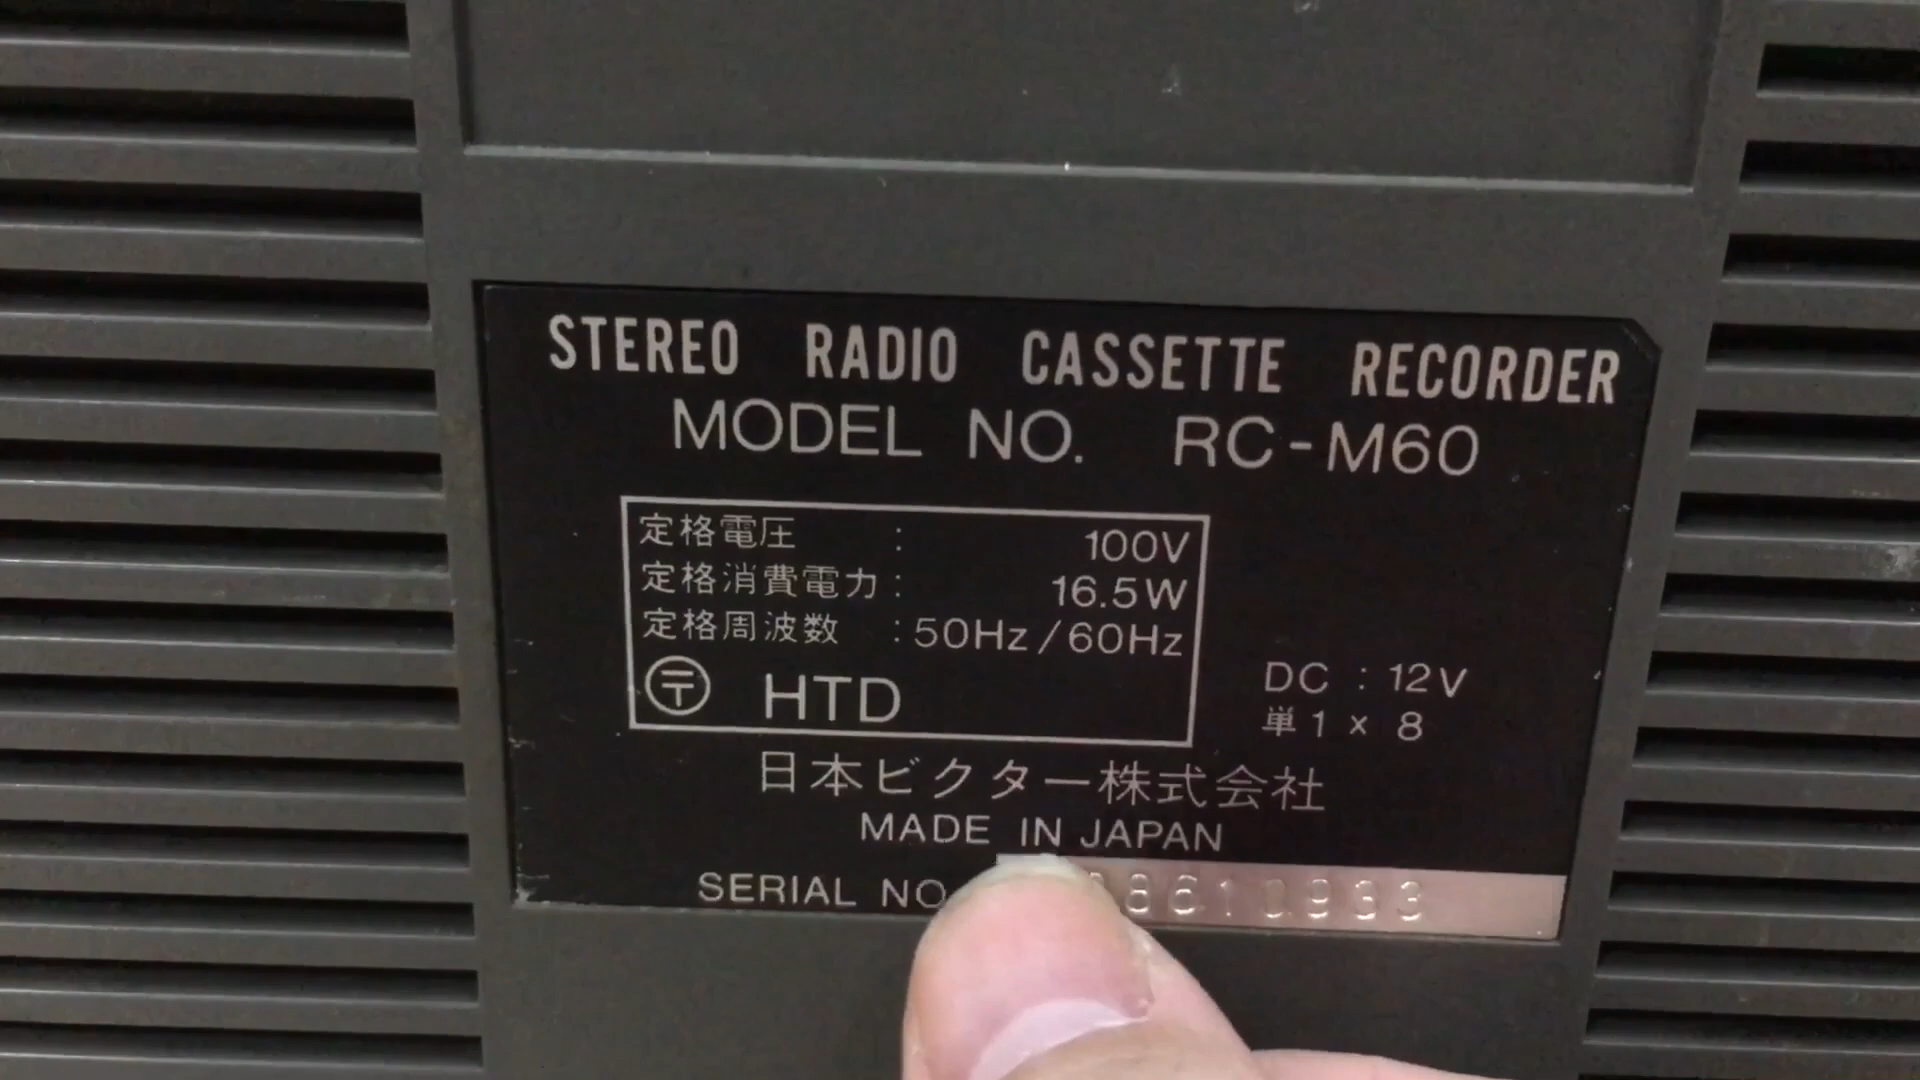 STEREO RADIO CASSETTE RECORDER
MODEL NO. RC-M60
定格電圧 : 100V
定格消費電力 : 16.5W
定格周波数 : 50Hz/60Hz
〶 HTD
DC : 12V
単1 × 8
日本ビクター株式会社
MADE IN JAPAN
SERIAL NO